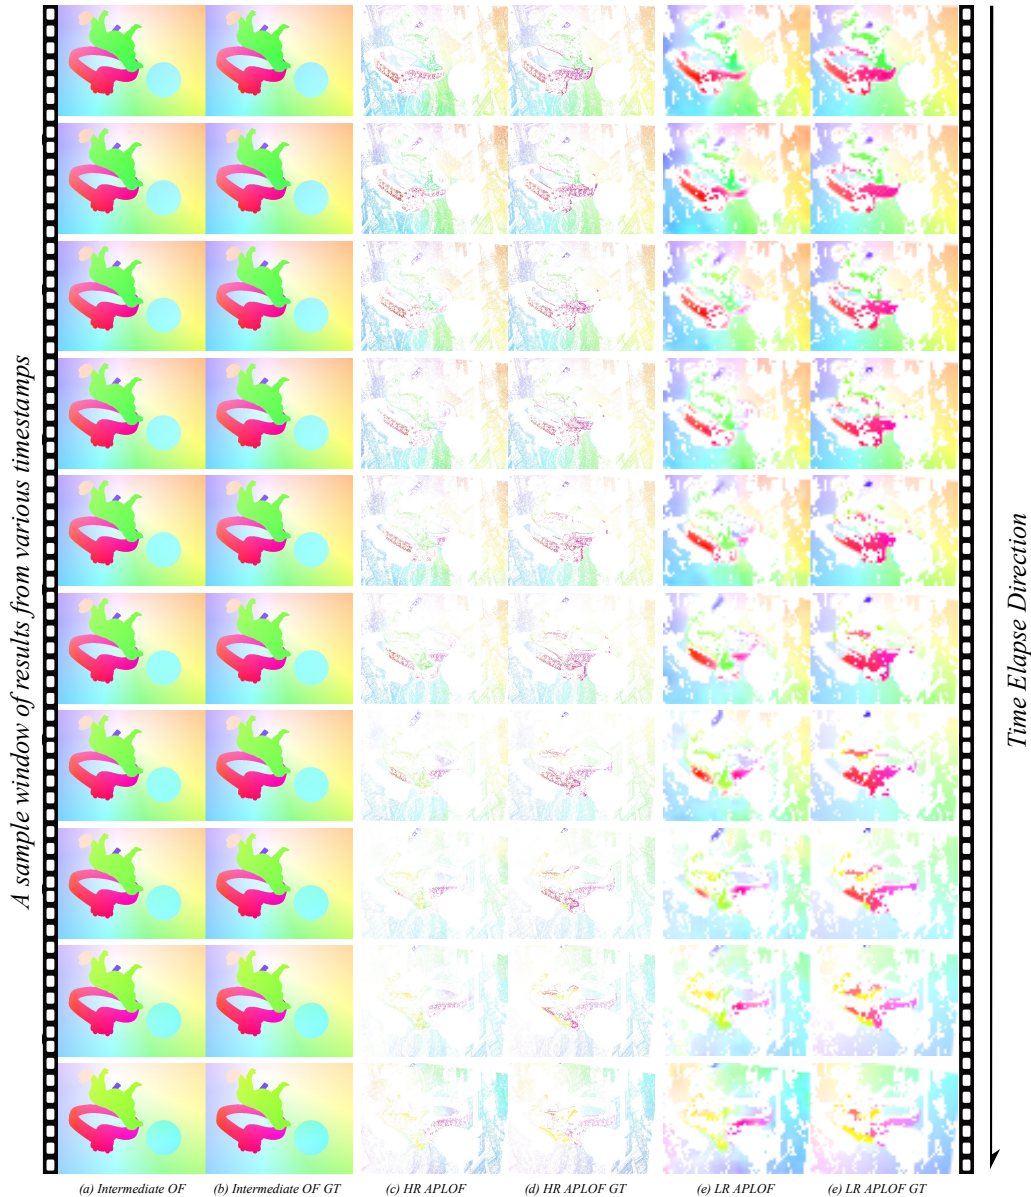 A sample window of results from various timestamps
Time Elapse Direction
(a) Intermediate OF
(b) Intermediate OF GT
(c) HR APLOF
(d) HR APLOF GT
(e) LR APLOF
(e) LR APLOF GT